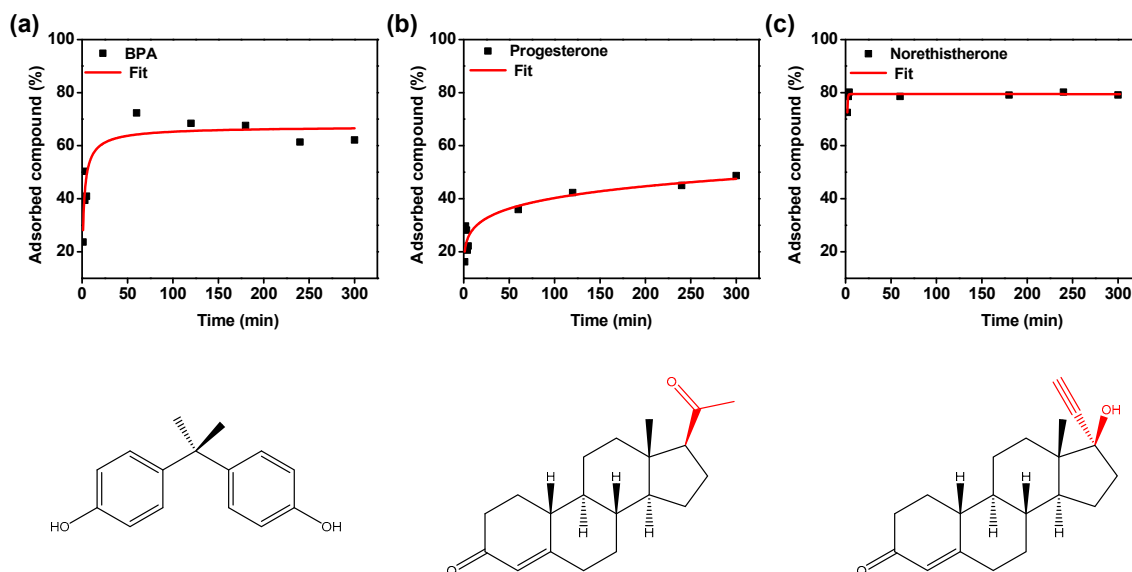 (a)
100
80
60
40
20
0 50 100 150 200 250 300
Adsorbed compound (%)
Time (min)
BPA
Fit
(b)
100
80
60
40
20
0 50 100 150 200 250 300
Adsorbed compound (%)
Time (min)
Progesterone
Fit
(c)
100
80
60
40
20
0 50 100 150 200 250 300
Adsorbed compound (%)
Time (min)
Norethistherone
Fit
HO
OH
O
H
H
H
H
O
OH
H
H
H
H
O